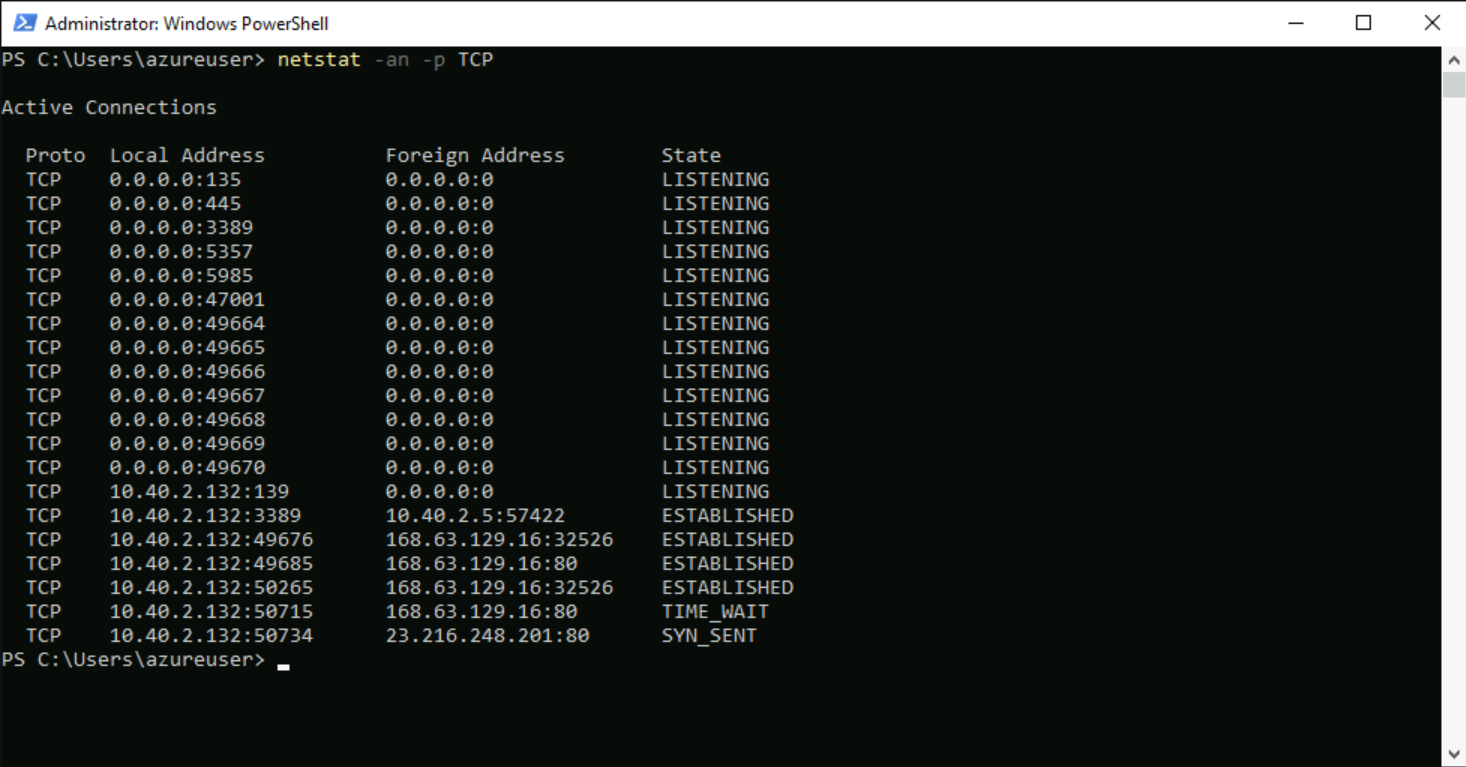 Administrator: Windows PowerShell
PS C:\Users\azureuser> netstat -an -p TCP
Active Connections
Proto  Local Address          Foreign Address        State
TCP    0.0.0.0:135            0.0.0.0:0              LISTENING
TCP    0.0.0.0:445            0.0.0.0:0              LISTENING
TCP    0.0.0.0:3389           0.0.0.0:0              LISTENING
TCP    0.0.0.0:5357           0.0.0.0:0              LISTENING
TCP    0.0.0.0:5985           0.0.0.0:0              LISTENING
TCP    0.0.0.0:47001          0.0.0.0:0              LISTENING
TCP    0.0.0.0:49664          0.0.0.0:0              LISTENING
TCP    0.0.0.0:49665          0.0.0.0:0              LISTENING
TCP    0.0.0.0:49666          0.0.0.0:0              LISTENING
TCP    0.0.0.0:49667          0.0.0.0:0              LISTENING
TCP    0.0.0.0:49668          0.0.0.0:0              LISTENING
TCP    0.0.0.0:49669          0.0.0.0:0              LISTENING
TCP    0.0.0.0:49670          0.0.0.0:0              LISTENING
TCP    10.40.2.132:139        0.0.0.0:0              LISTENING
TCP    10.40.2.132:3389       10.40.2.5:57422        ESTABLISHED
TCP    10.40.2.132:49676      168.63.129.16:32526    ESTABLISHED
TCP    10.40.2.132:49685      168.63.129.16:80       ESTABLISHED
TCP    10.40.2.132:50265      168.63.129.16:32526    ESTABLISHED
TCP    10.40.2.132:50715      168.63.129.16:80       TIME_WAIT
TCP    10.40.2.132:50734      23.216.248.201:80      SYN_SENT
PS C:\Users\azureuser>